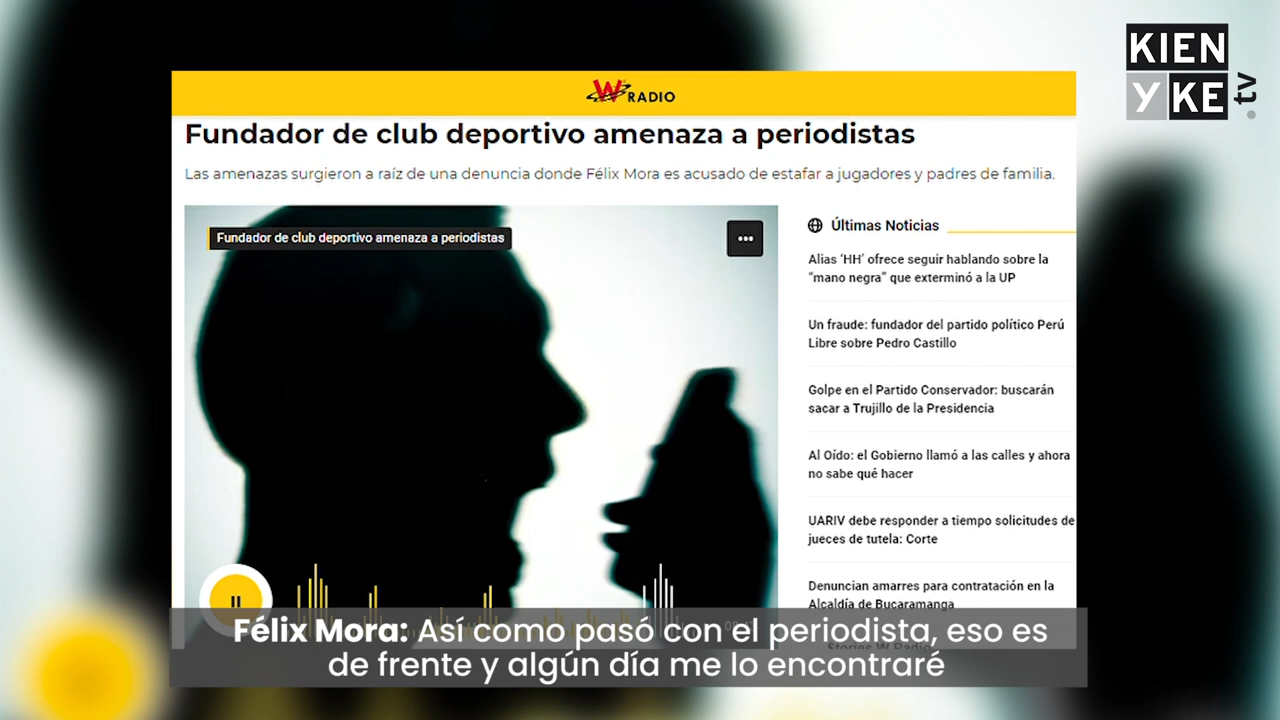 KIEN
YKE
.tv
W RADIO
Fundador de club deportivo amenaza a periodistas
Las amenazas surgieron a raíz de una denuncia donde Félix Mora es acusado de estafar a jugadores y padres de familia.
Fundador de club deportivo amenaza a periodistas
Últimas Noticias
Alias ‘HH’ ofrece seguir hablando sobre la
“mano negra” que exterminó a la UP
Un fraude: fundador del partido político Perú
Libre sobre Pedro Castillo
Golpe en el Partido Conservador: buscarán
sacar a Trujillo de la Presidencia
Al Oído: el Gobierno llamó a las calles y ahora
no sabe qué hacer
UARIV debe responder a tiempo solicitudes de
jueces de tutela: Corte
Denuncian amarres para contratación en la
Alcaldía de Bucaramanga
Félix Mora: Así como pasó con el periodista, eso es
de frente y algún día me lo encontraré